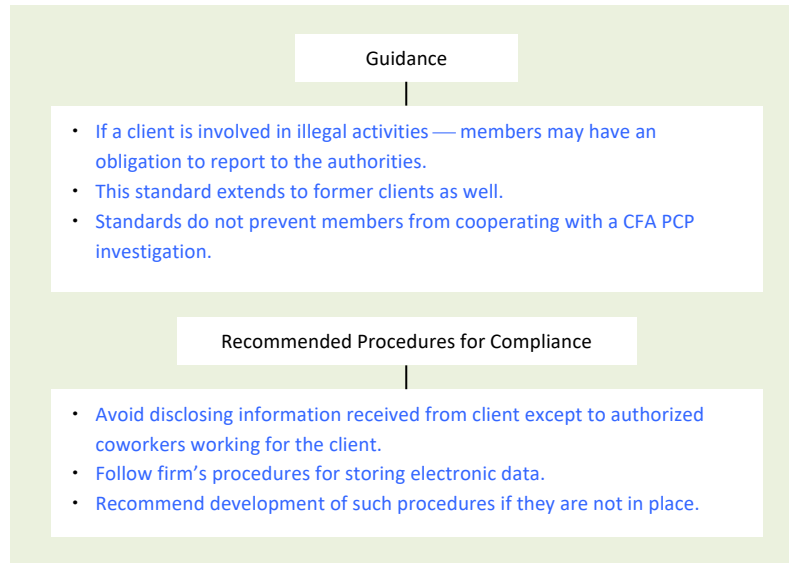 Guidance
· If a client is involved in illegal activities — members may have an
obligation to report to the authorities.
· This standard extends to former clients as well.
· Standards do not prevent members from cooperating with a CFA PCP
investigation.
Recommended Procedures for Compliance
· Avoid disclosing information received from client except to authorized
coworkers working for the client.
· Follow firm’s procedures for storing electronic data.
· Recommend development of such procedures if they are not in place.